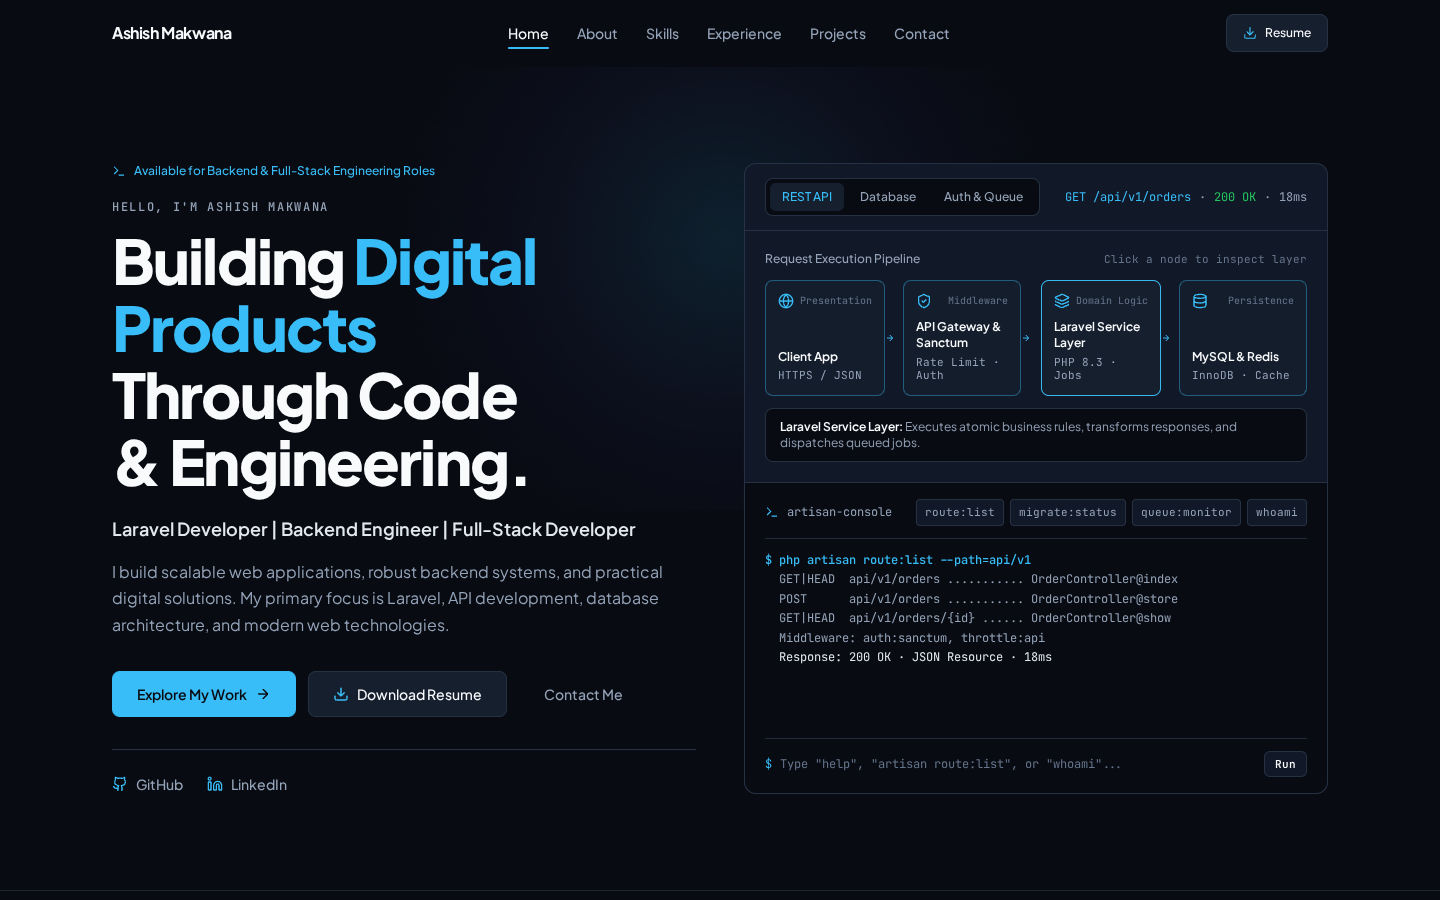 Ashish Makwana
Home
About
Skills
Experience
Projects
Contact
Resume
Available for Backend & Full-Stack Engineering Roles
HELLO, I'M ASHISH MAKWANA
Building Digital
Products
Through Code
& Engineering.
Laravel Developer | Backend Engineer | Full-Stack Developer
I build scalable web applications, robust backend systems, and practical
digital solutions. My primary focus is Laravel, API development, database
architecture, and modern web technologies.
Explore My Work →
Download Resume
Contact Me
GitHub
LinkedIn
REST API
Database
Auth & Queue
GET /api/v1/orders · 200 OK · 18ms
Request Execution Pipeline
Click a node to inspect layer
Presentation
Client App
HTTPS / JSON
→
Middleware
API Gateway &
Sanctum
Rate Limit ·
Auth
→
Domain Logic
Laravel Service
Layer
PHP 8.3 ·
Jobs
→
Persistence
MySQL & Redis
InnoDB · Cache
Laravel Service Layer: Executes atomic business rules, transforms responses, and
dispatches queued jobs.
artisan-console
route:list
migrate:status
queue:monitor
whoami
$ php artisan route:list --path=api/v1
GET|HEAD api/v1/orders ........... OrderController@index
POST api/v1/orders ........... OrderController@store
GET|HEAD api/v1/orders/{id} ...... OrderController@show
Middleware: auth:sanctum, throttle:api
Response: 200 OK · JSON Resource · 18ms
$ Type "help", "artisan route:list", or "whoami"...
Run